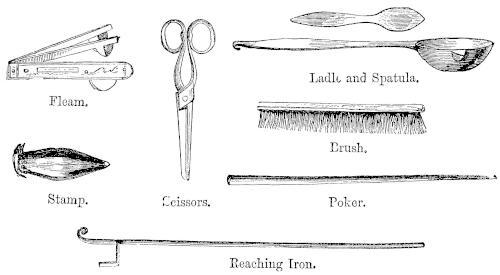 Fleam.
Ladle and Spatula.
Brush.
Stamp.
Scissors.
Poker.
Reaching Iron.